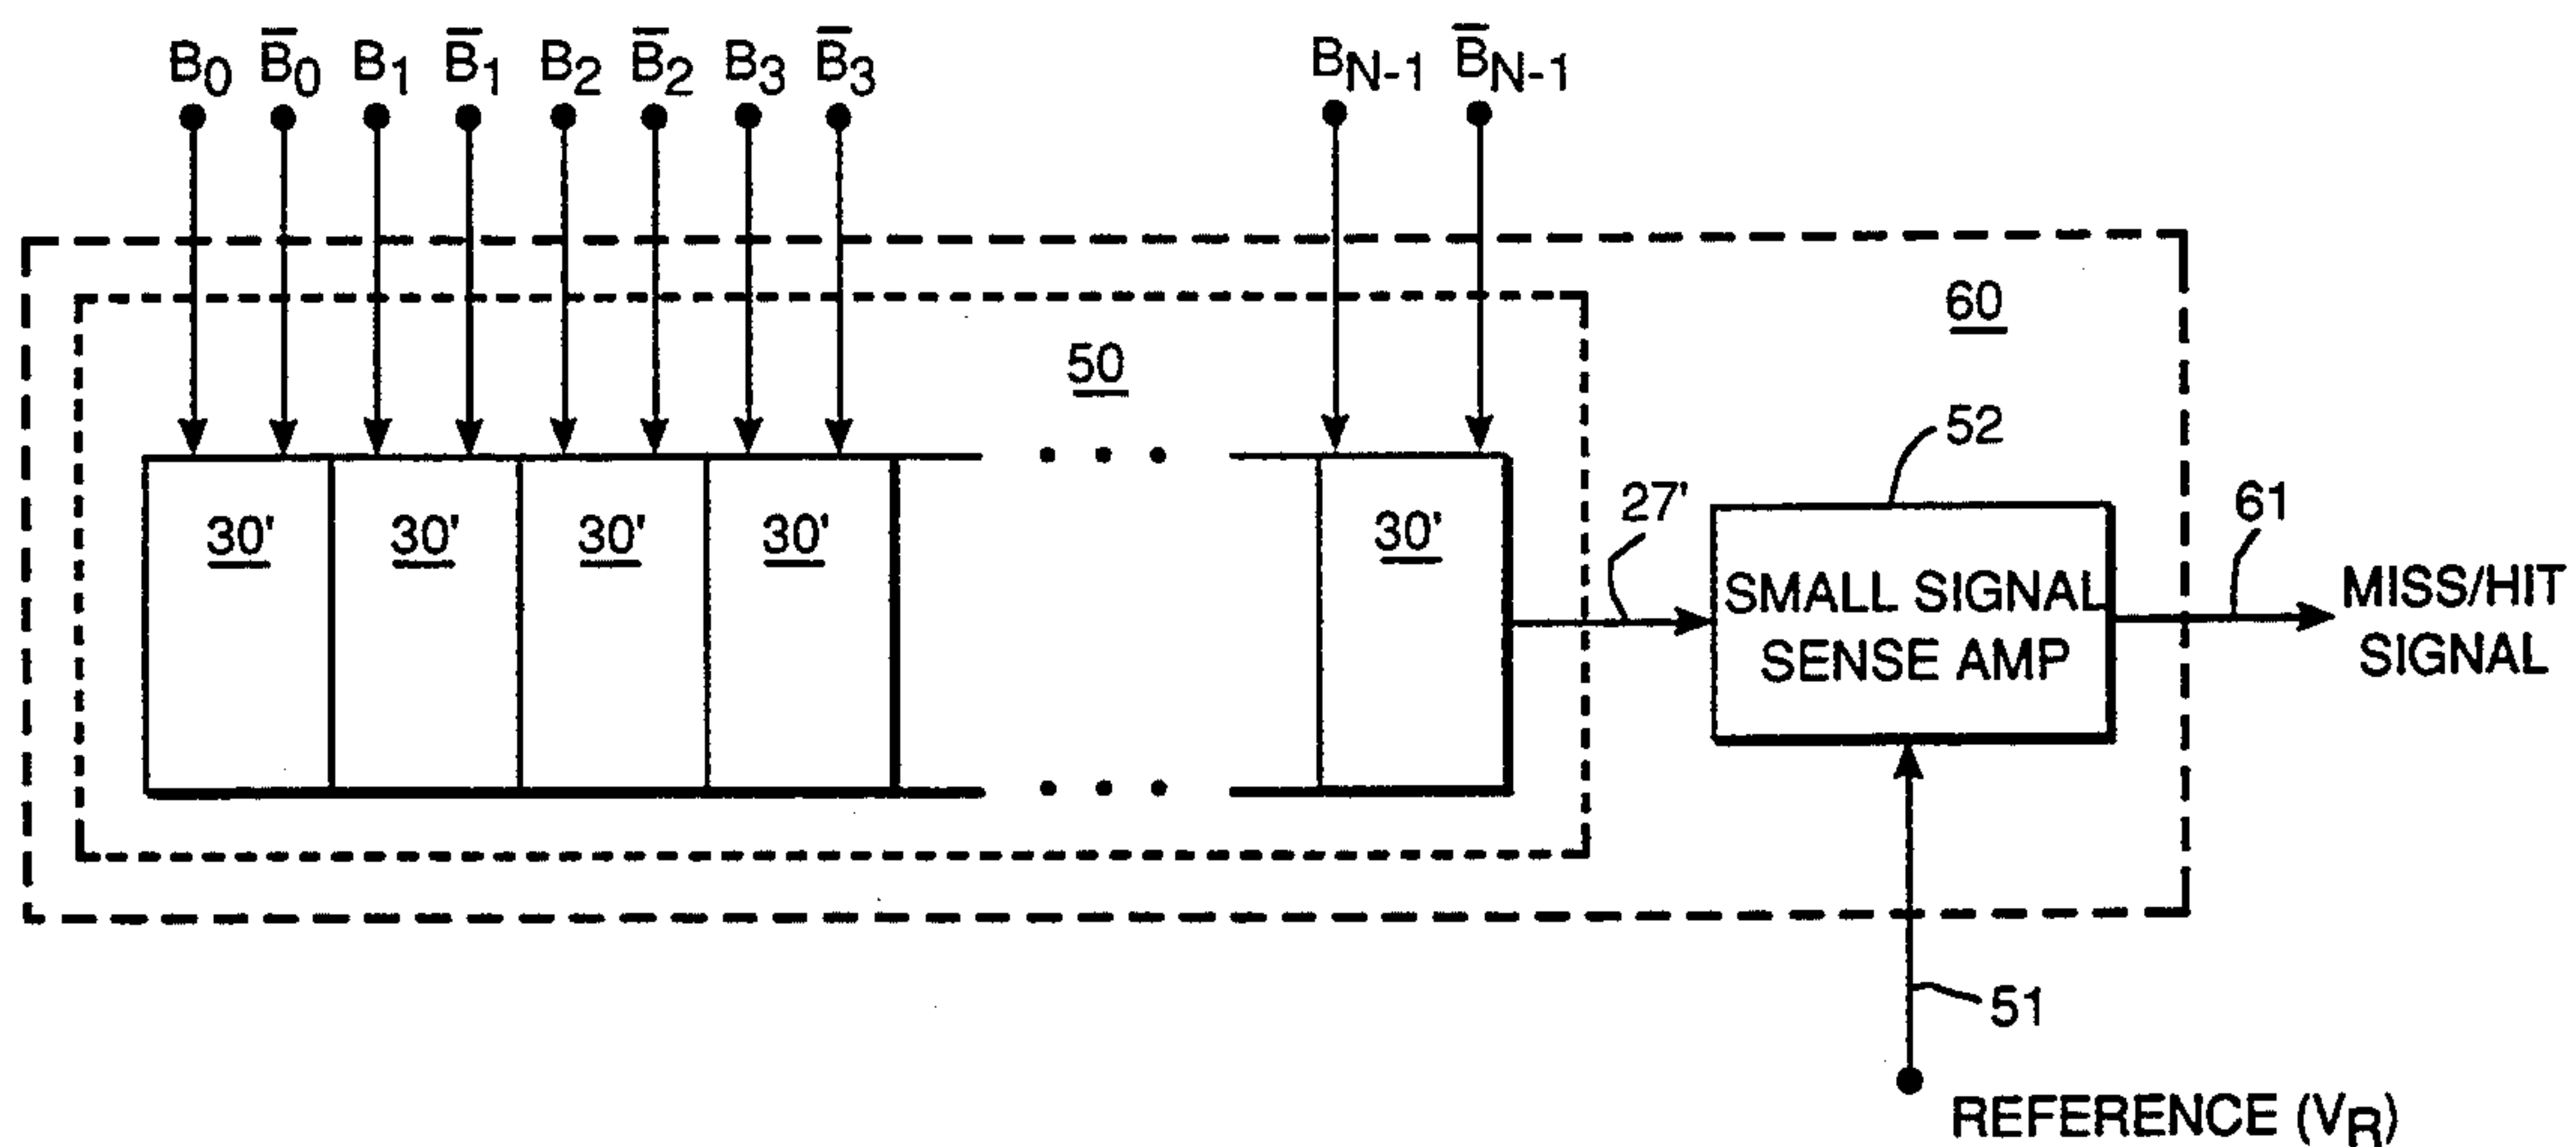 B0 B̅0 B1 B̅1 B2 B̅2 B3 B̅3 BN-1 B̅N-1
60
50
52
30' 30' 30' 30' 30'
27'
61
SMALL SIGNAL
SENSE AMP
MISS/HIT
SIGNAL
51
REFERENCE (VR)